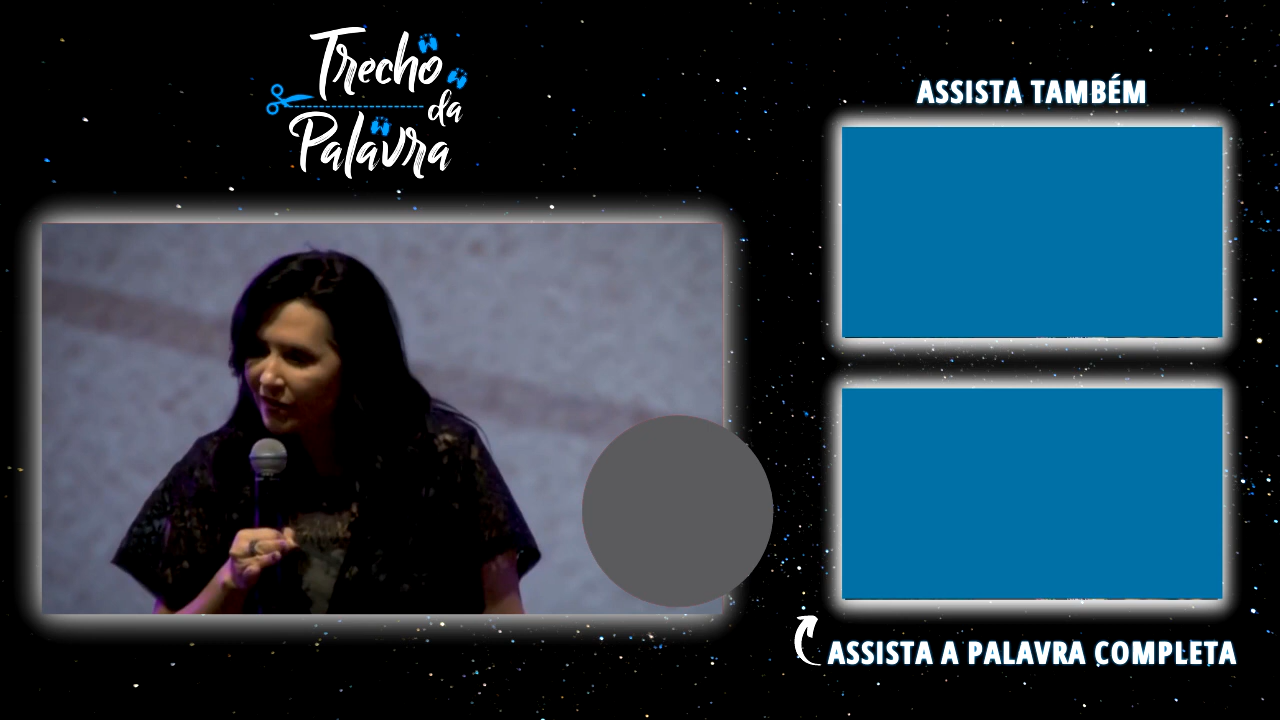 Trecho
da
Palavra
ASSISTA TAMBÉM
ASSISTA A PALAVRA COMPLETA